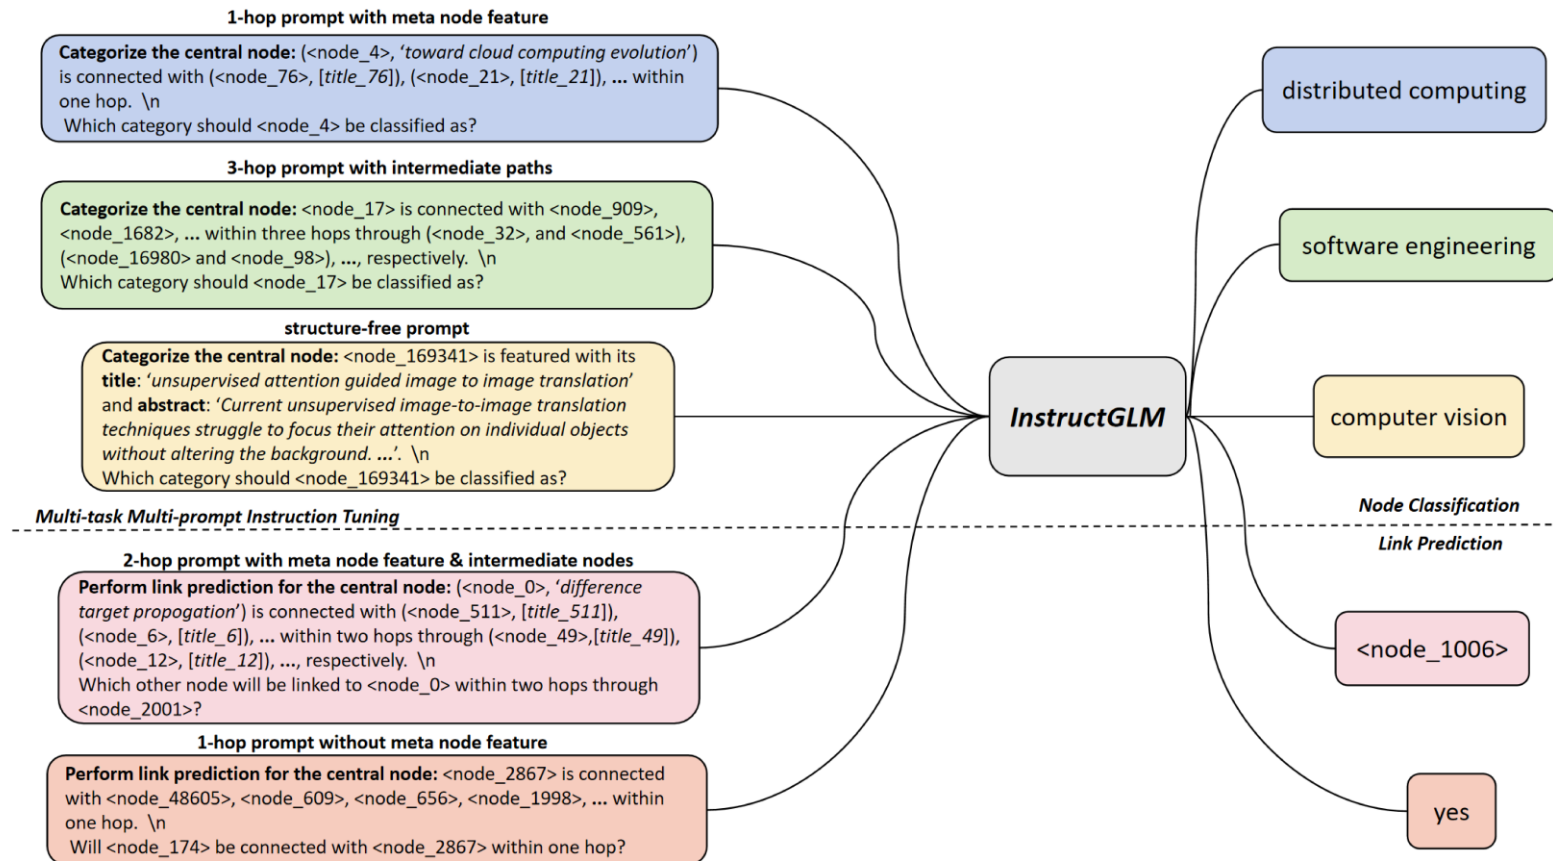 1-hop prompt with meta node feature
Categorize the central node: (<node_4>, ‘toward cloud computing evolution’)
is connected with (<node_76>, [title_76]), (<node_21>, [title_21]), ... within
one hop. \n
Which category should <node_4> be classified as?
3-hop prompt with intermediate paths
Categorize the central node: <node_17> is connected with <node_909>,
<node_1682>, ... within three hops through (<node_32>, and <node_561>),
(<node_16980> and <node_98>), ..., respectively. \n
Which category should <node_17> be classified as?
structure-free prompt
Categorize the central node: <node_169341> is featured with its
title: ‘unsupervised attention guided image to image translation’
and abstract: ‘Current unsupervised image-to-image translation
techniques struggle to focus their attention on individual objects
without altering the background. ...’. \n
Which category should <node_169341> be classified as?
Multi-task Multi-prompt Instruction Tuning
2-hop prompt with meta node feature & intermediate nodes
Perform link prediction for the central node: (<node_0>, ‘difference
target propogation’) is connected with (<node_511>, [title_511]),
(<node_6>, [title_6]), ... within two hops through (<node_49>,[title_49]),
(<node_12>, [title_12]), ..., respectively. \n
Which other node will be linked to <node_0> within two hops through
<node_2001>?
1-hop prompt without meta node feature
Perform link prediction for the central node: <node_2867> is connected
with <node_48605>, <node_609>, <node_656>, <node_1998>, ... within
one hop. \n
Will <node_174> be connected with <node_2867> within one hop?
InstructGLM
distributed computing
software engineering
computer vision
Node Classification
Link Prediction
<node_1006>
yes